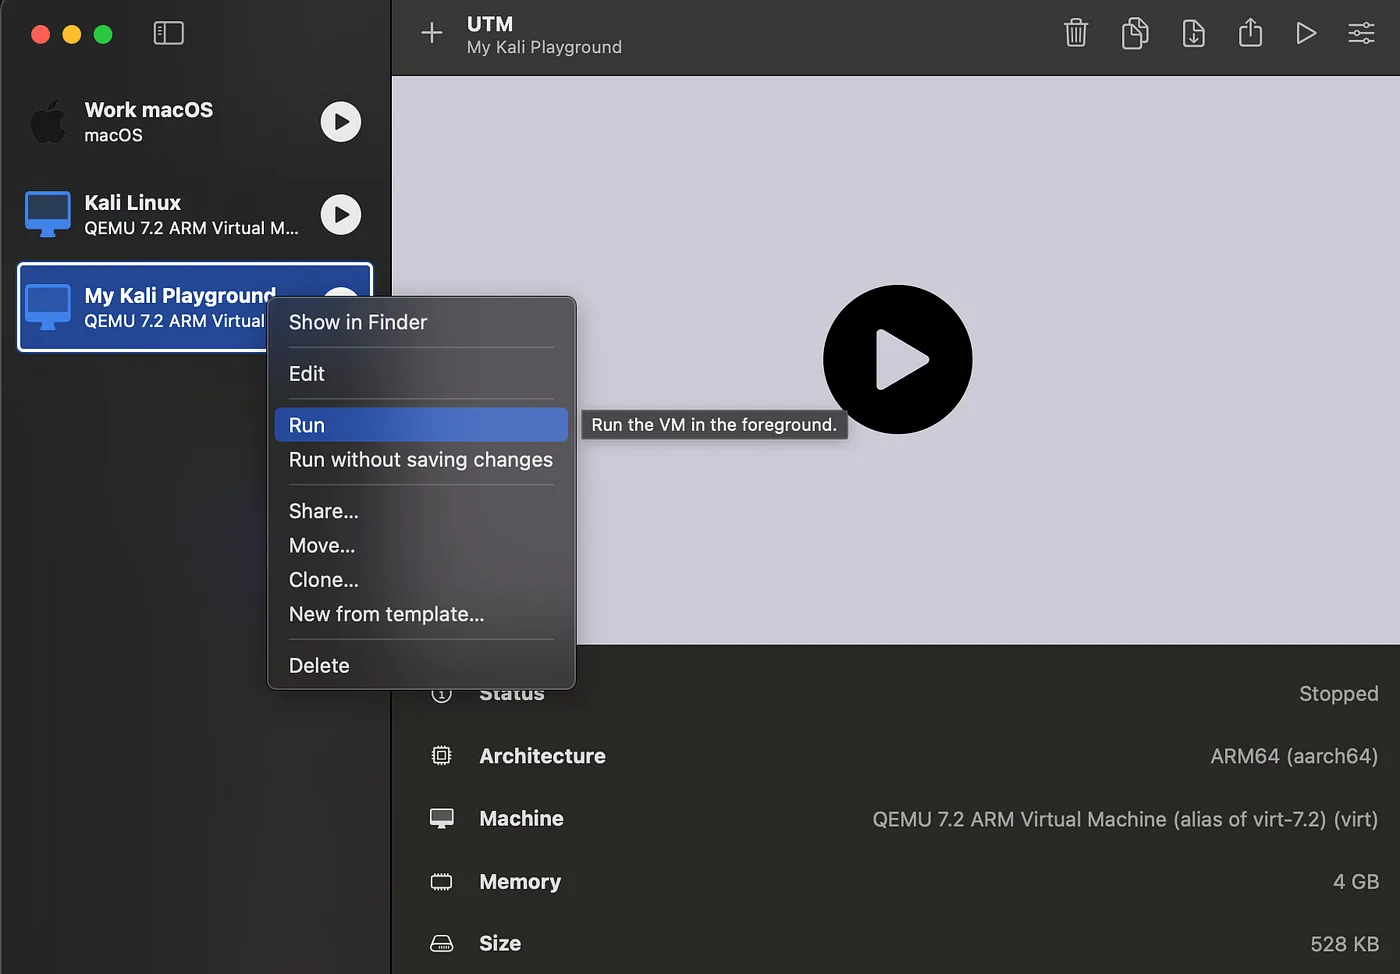 UTM
My Kali Playground
Work macOS
macOS
Kali Linux
QEMU 7.2 ARM Virtual M...
My Kali Playground
QEMU 7.2 ARM Virtual
Show in Finder
Edit
Run
Run the VM in the foreground.
Run without saving changes
Share...
Move...
Clone...
New from template...
Delete
Status
Stopped
Architecture
ARM64 (aarch64)
Machine
QEMU 7.2 ARM Virtual Machine (alias of virt-7.2) (virt)
Memory
4 GB
Size
528 KB